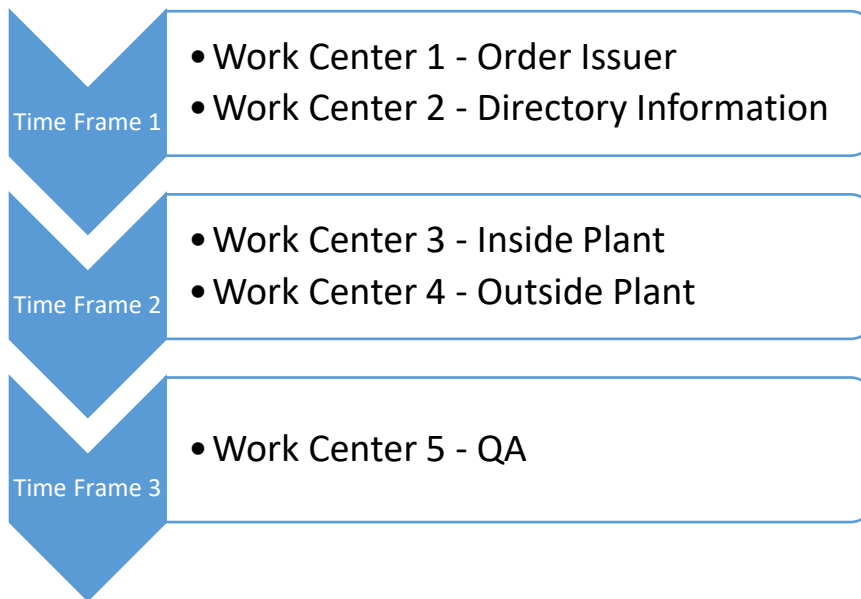 Time Frame 1
• Work Center 1 - Order Issuer
• Work Center 2 - Directory Information
Time Frame 2
• Work Center 3 - Inside Plant
• Work Center 4 - Outside Plant
Time Frame 3
• Work Center 5 - QA